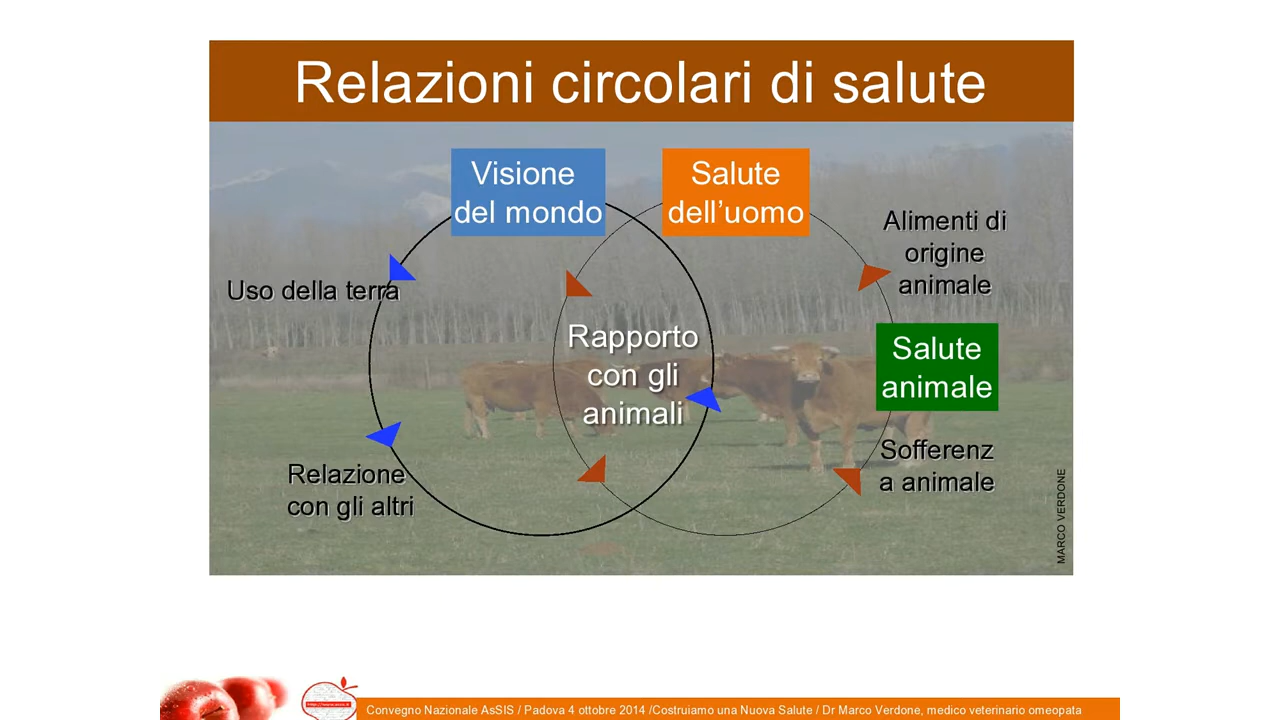 Relazioni circolari di salute
Visione
del mondo
Salute
dell’uomo
Alimenti di
origine
animale
Uso della terra
Rapporto
con gli
animali
Salute
animale
Relazione
con gli altri
Sofferenz
a animale
MARCO VERDONE
Convegno Nazionale AsSIS / Padova 4 ottobre 2014 /Costruiamo una Nuova Salute / Dr Marco Verdone, medico veterinario omeopata